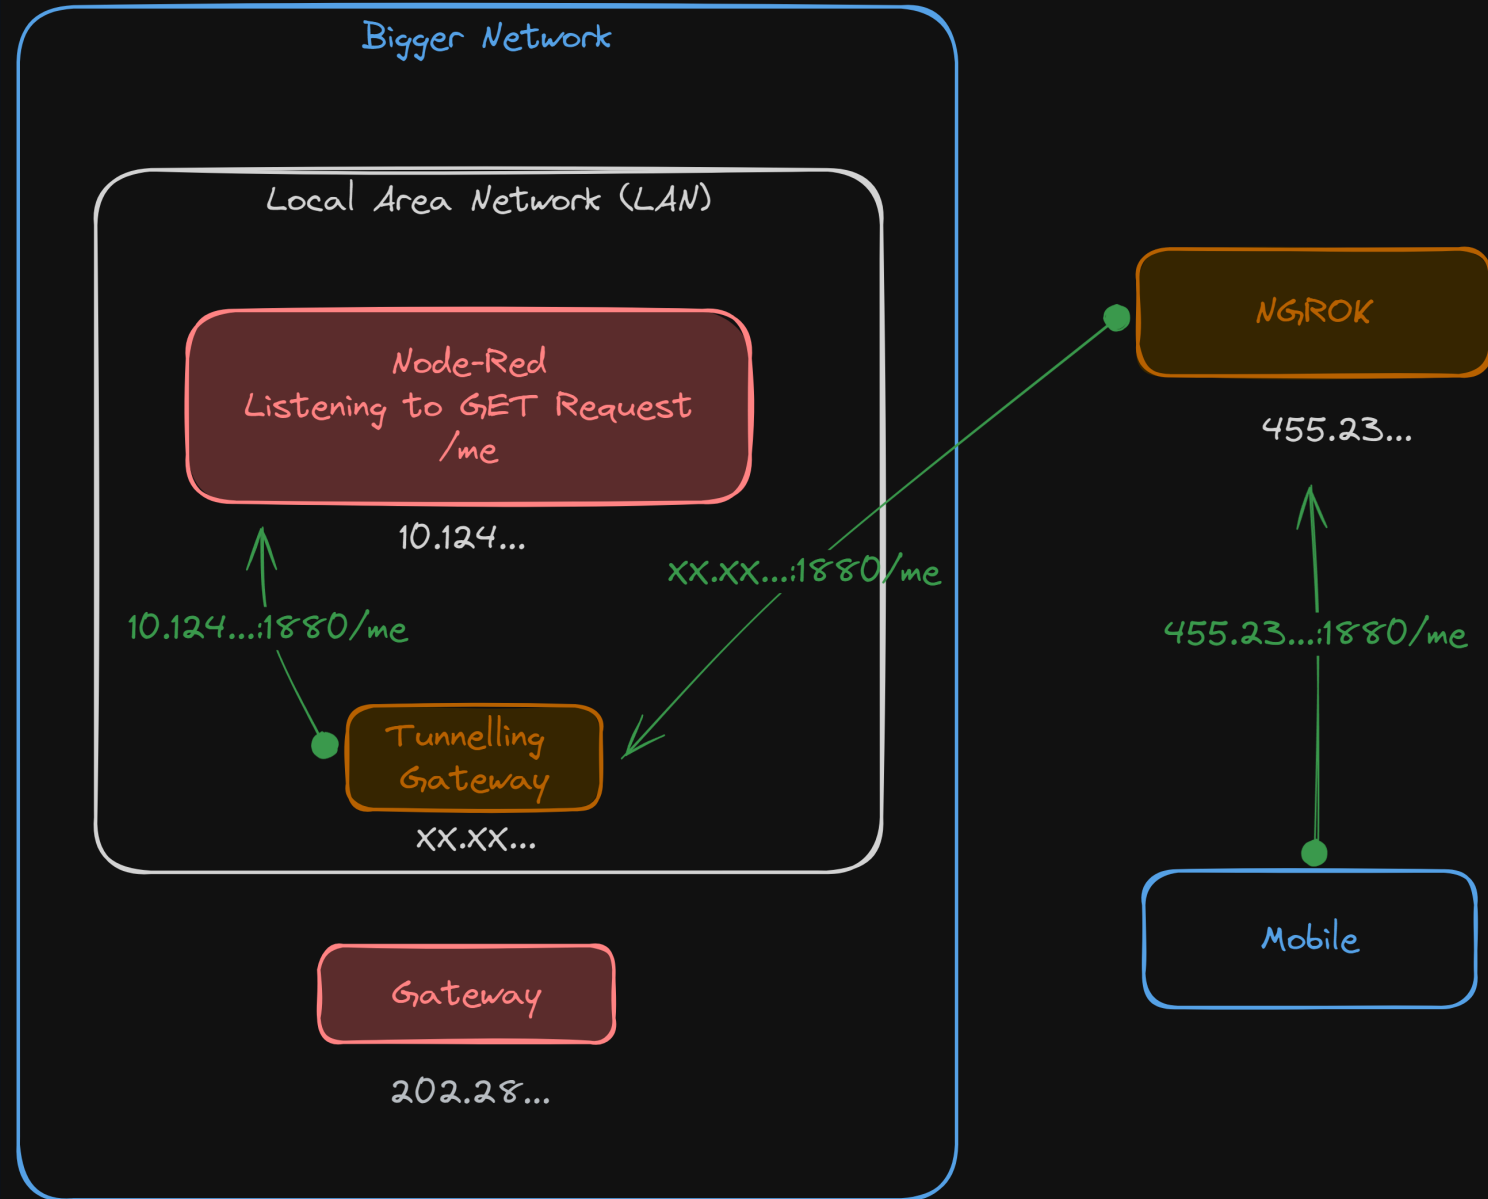 Bigger Network
Local Area Network (LAN)
NGROK
Node-Red
Listening to GET Request
/me
455.23...
10.124...
xx.xx...:1880/me
10.124...:1880/me
455.23...:1880/me
Tunnelling
Gateway
xx.xx...
Mobile
Gateway
202.28...